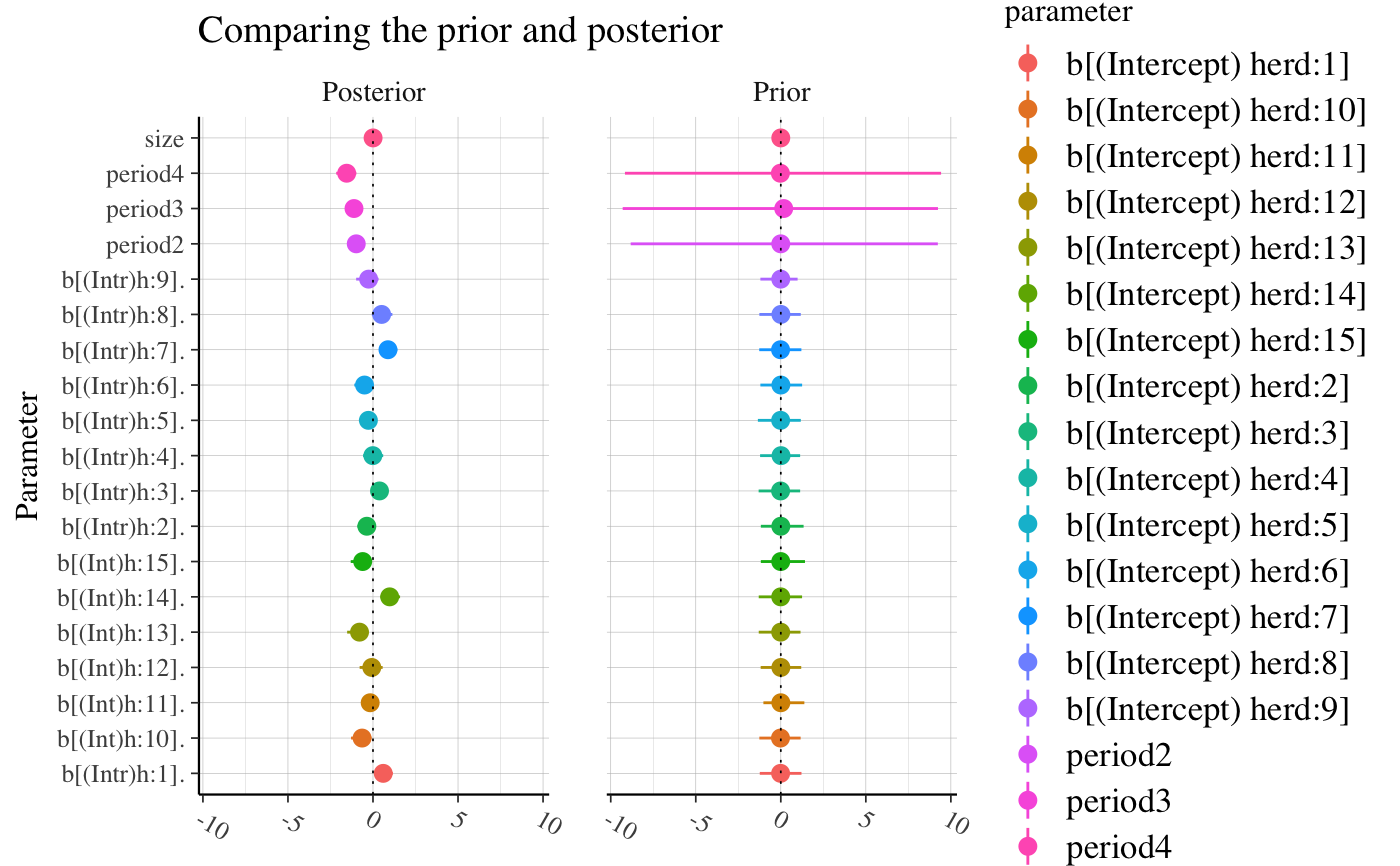 Comparing the prior and posterior
Posterior
Prior
Parameter
size
period4
period3
period2
b[(Intr)h:9].
b[(Intr)h:8].
b[(Intr)h:7].
b[(Intr)h:6].
b[(Intr)h:5].
b[(Intr)h:4].
b[(Intr)h:3].
b[(Intr)h:2].
b[(Int)h:15].
b[(Int)h:14].
b[(Int)h:13].
b[(Int)h:12].
b[(Int)h:11].
b[(Int)h:10].
b[(Intr)h:1].
-10 -5 0 5 10
-10 -5 0 5 10
parameter
b[(Intercept) herd:1]
b[(Intercept) herd:10]
b[(Intercept) herd:11]
b[(Intercept) herd:12]
b[(Intercept) herd:13]
b[(Intercept) herd:14]
b[(Intercept) herd:15]
b[(Intercept) herd:2]
b[(Intercept) herd:3]
b[(Intercept) herd:4]
b[(Intercept) herd:5]
b[(Intercept) herd:6]
b[(Intercept) herd:7]
b[(Intercept) herd:8]
b[(Intercept) herd:9]
period2
period3
period4